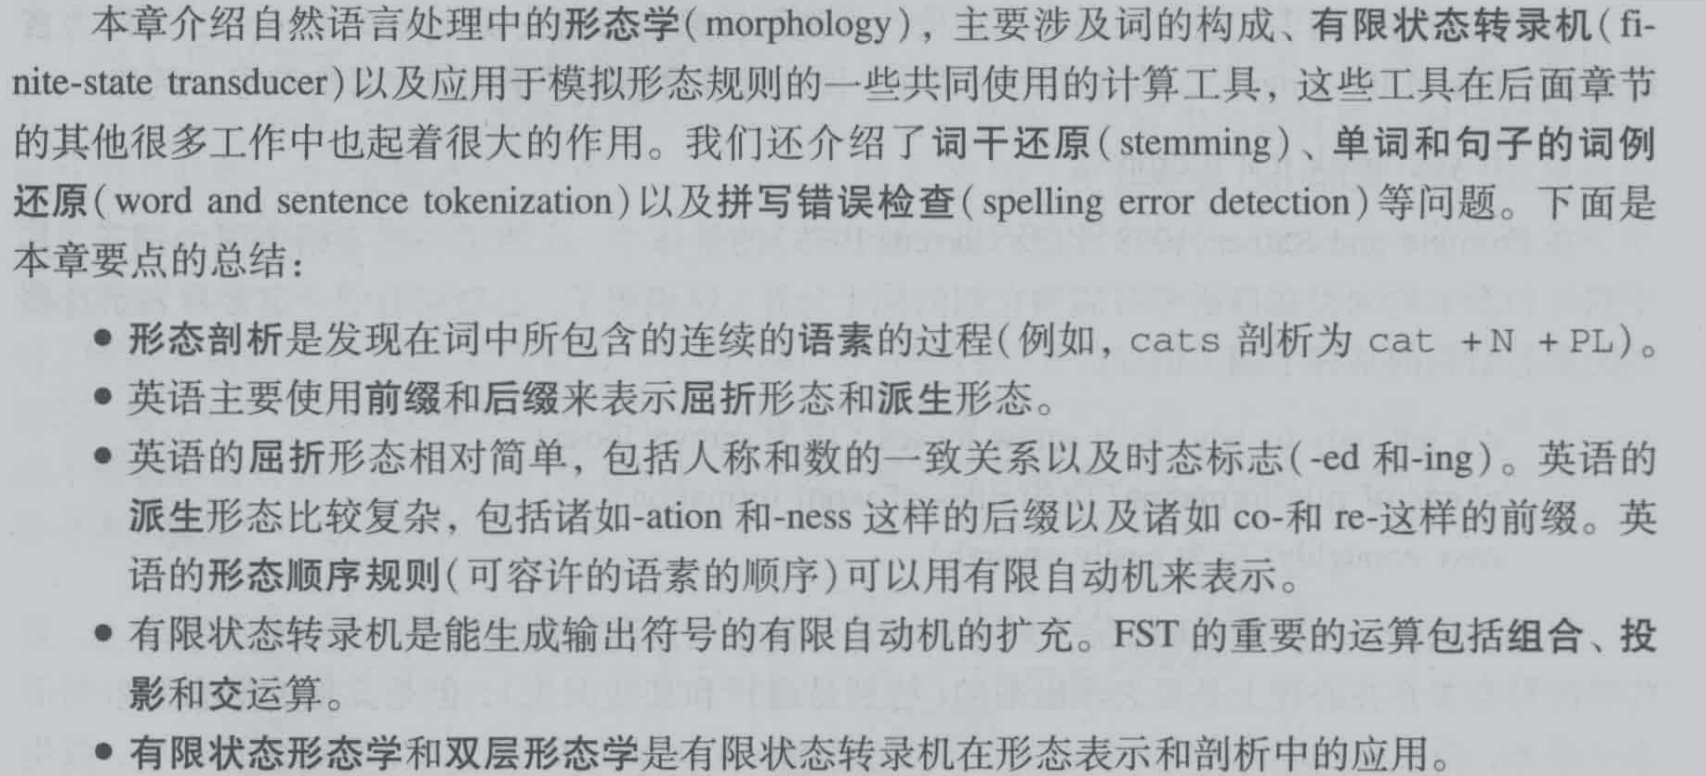 本章介绍自然语言处理中的形态学(morphology)，主要涉及词的构成、有限状态转录机(fi-
nite-state transducer)以及应用于模拟形态规则的一些共同使用的计算工具，这些工具在后面章节
的其他很多工作中也起着很大的作用。我们还介绍了词干还原(stemming)、单词和句子的词例
还原(word and sentence tokenization)以及拼写错误检查(spelling error detection)等问题。下面是
本章要点的总结：
● 形态剖析是发现在词中所包含的连续的语素的过程(例如，cats 剖析为 cat +N +PL)。
● 英语主要使用前缀和后缀来表示屈折形态和派生形态。
● 英语的屈折形态相对简单，包括人称和数的一致关系以及时态标志(-ed 和-ing)。英语的
派生形态比较复杂，包括诸如-ation 和-ness 这样的后缀以及诸如 co-和 re-这样的前缀。英
语的形态顺序规则(可容许的语素的顺序)可以用有限自动机来表示。
● 有限状态转录机是能生成输出符号的有限自动机的扩充。FST 的重要的运算包括组合、投
影和交运算。
● 有限状态形态学和双层形态学是有限状态转录机在形态表示和剖析中的应用。